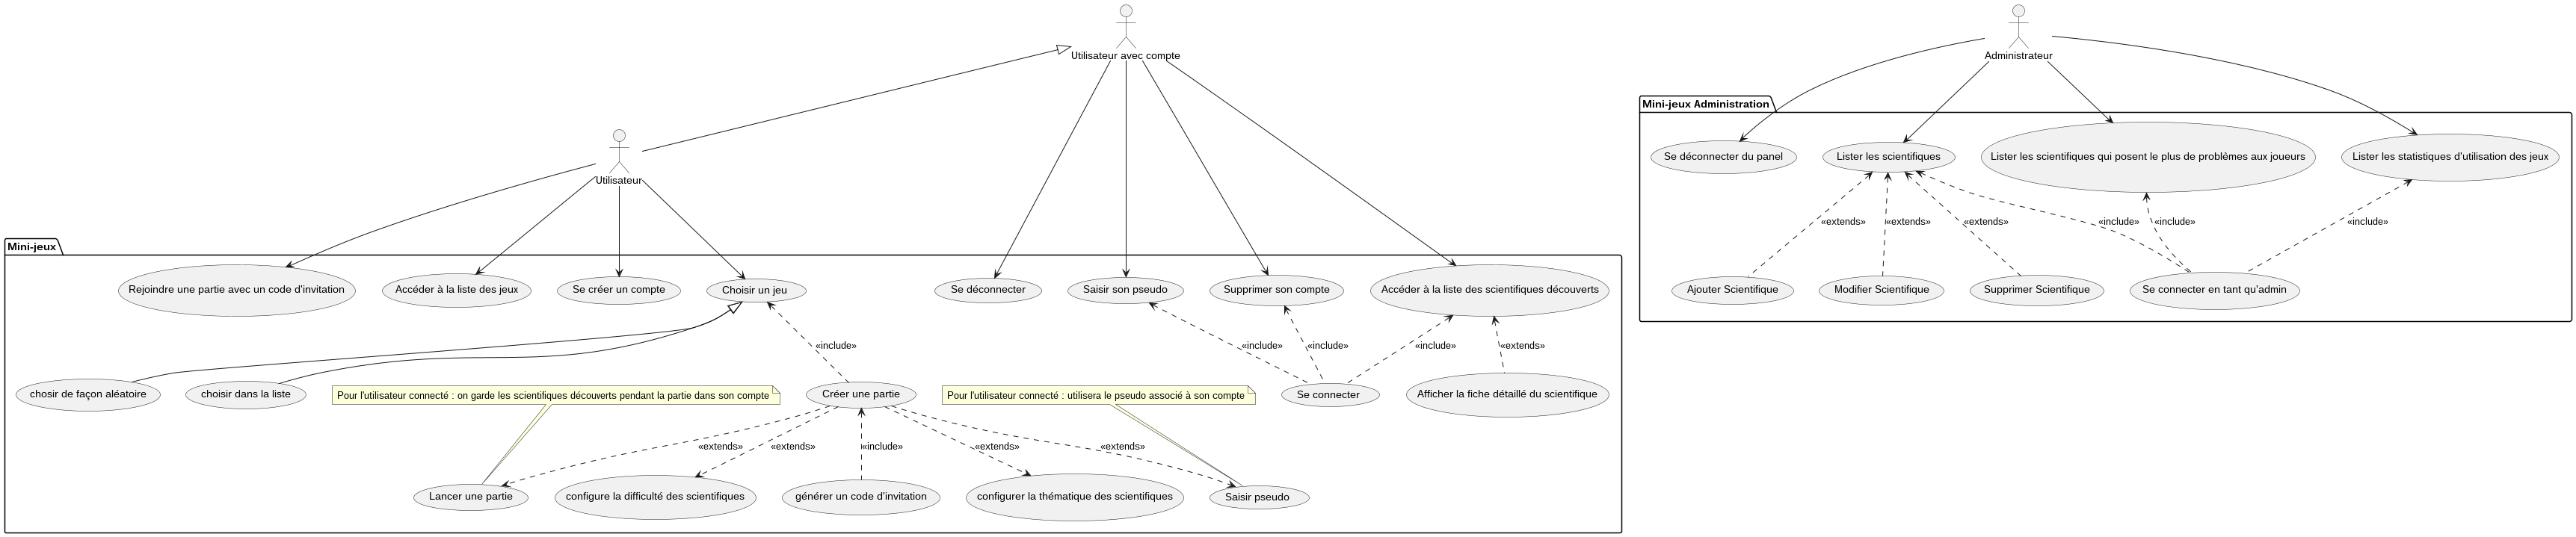 Utilisateur avec compte
Administrateur
Mini-jeux Administration
Se déconnecter du panel
Lister les scientifiques
Lister les scientifiques qui posent le plus de problèmes aux joueurs
Lister les statistiques d'utilisation des jeux
Utilisateur
«extends»
«extends»
«extends»
«include»
«include»
«include»
Mini-jeux
Rejoindre une partie avec un code d'invitation
Accéder à la liste des jeux
Se créer un compte
Choisir un jeu
Se déconnecter
Saisir son pseudo
Supprimer son compte
Accéder à la liste des scientifiques découverts
Ajouter Scientifique
Modifier Scientifique
Supprimer Scientifique
Se connecter en tant qu'admin
«include»
«include»
«include»
«include»
«extends»
chosir de façon aléatoire
choisir dans la liste
Pour l'utilisateur connecté : on garde les scientifiques découverts pendant la partie dans son compte
Créer une partie
Pour l'utilisateur connecté : utilisera le pseudo associé à son compte
Se connecter
Afficher la fiche détaillé du scientifique
«extends»
«extends»
«include»
«extends»
«extends»
Lancer une partie
configure la difficulté des scientifiques
générer un code d'invitation
configurer la thématique des scientifiques
Saisir pseudo